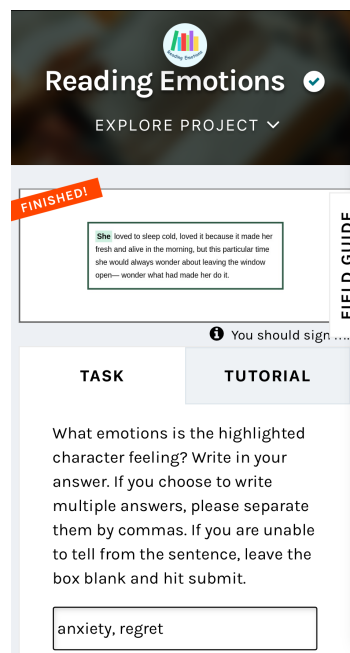 Reading Emotions
Reading Emotions
EXPLORE PROJECT
FINISHED!
She loved to sleep cold, loved it because it made her
fresh and alive in the morning, but this particular time
she would always wonder about leaving the window
open— wonder what had made her do it.
FIELD GUIDE
You should sign
TASK
TUTORIAL
What emotions is the highlighted
character feeling? Write in your
answer. If you choose to write
multiple answers, please separate
them by commas. If you are unable
to tell from the sentence, leave the
box blank and hit submit.
anxiety, regret